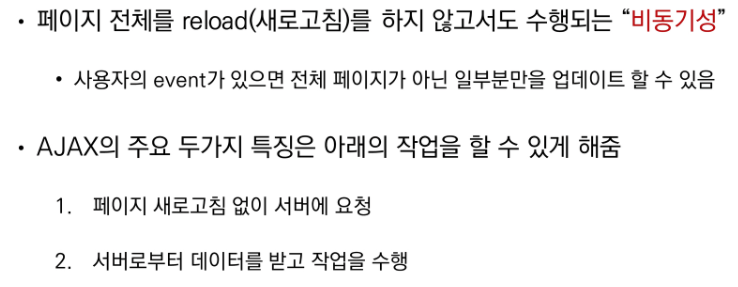 • 페이지 전체를 reload(새로고침)를 하지 않고서도 수행되는 “비동기성”
• 사용자의 event가 있으면 전체 페이지가 아닌 일부분만을 업데이트 할 수 있음
• AJAX의 주요 두가지 특징은 아래의 작업을 할 수 있게 해줌
1. 페이지 새로고침 없이 서버에 요청
2. 서버로부터 데이터를 받고 작업을 수행